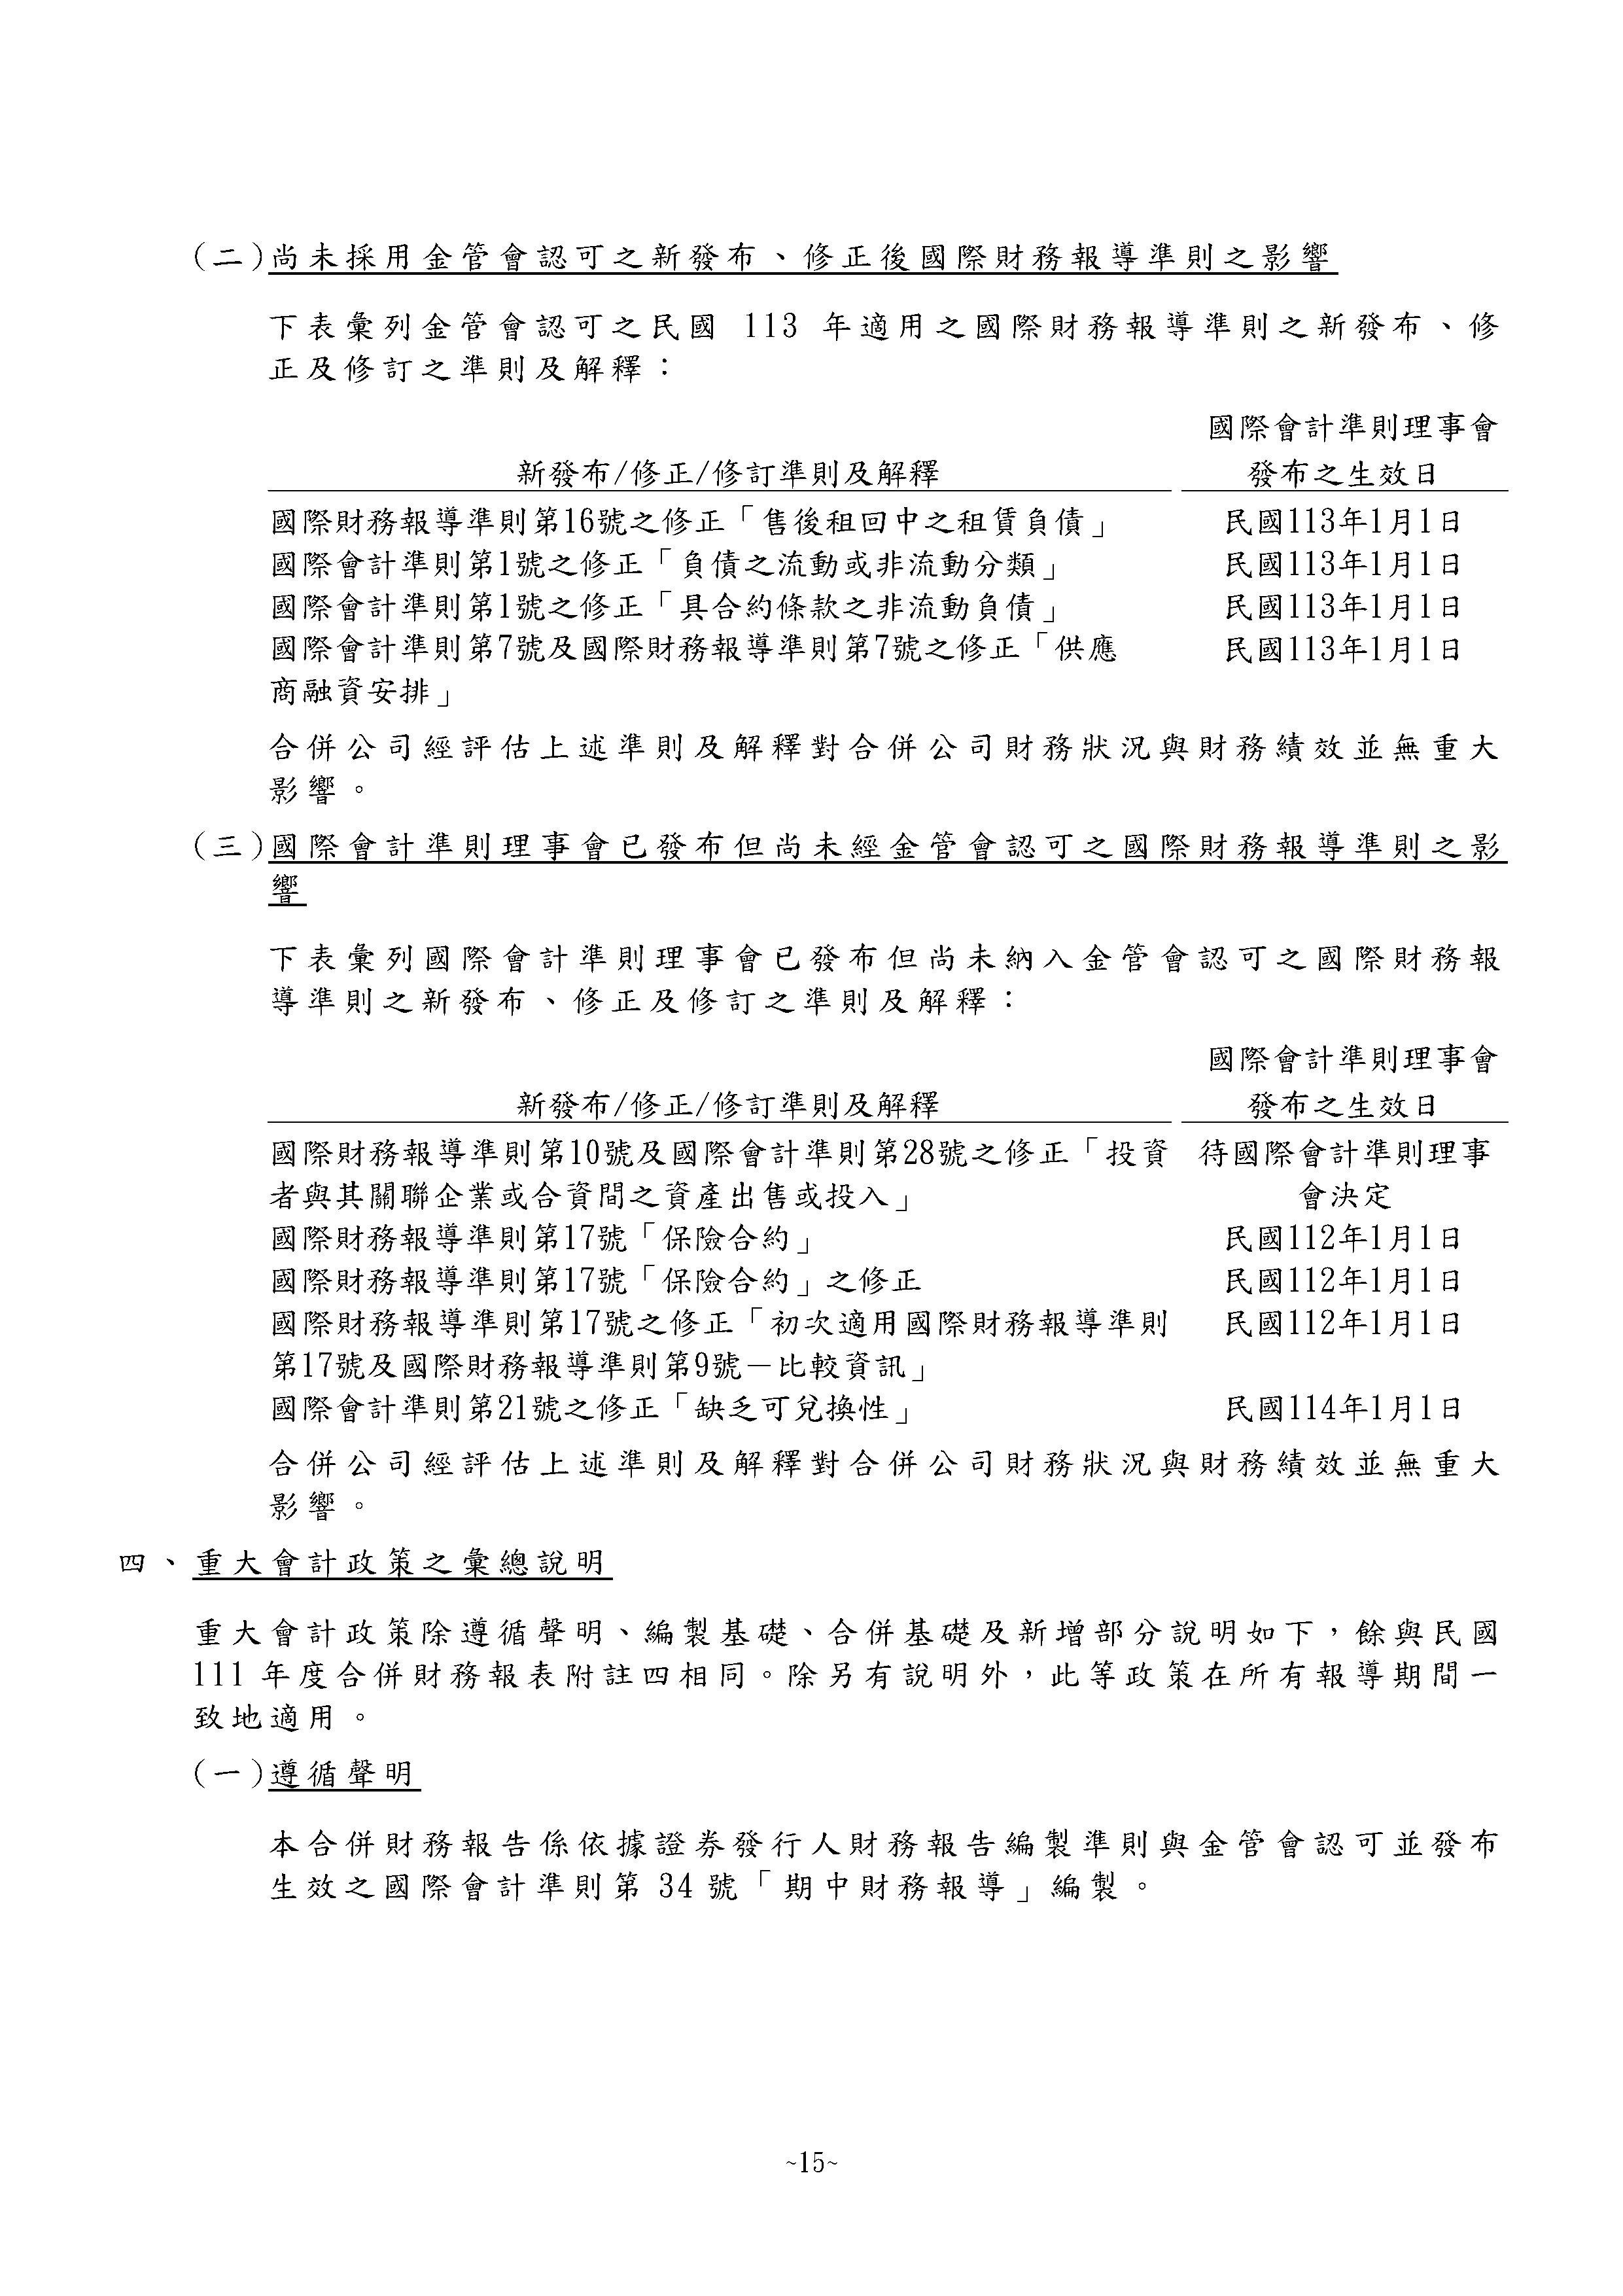 (二)尚未採用金管會認可之新發布、修正後國際財務報導準則之影響
下表彙列金管會認可之民國 113 年適用之國際財務報導準則之新發布、修
正及修訂之準則及解釋：
國際會計準則理事會
新發布/修正/修訂準則及解釋 發布之生效日
國際財務報導準則第16號之修正「售後租回中之租賃負債」 民國113年1月1日
國際會計準則第1號之修正「負債之流動或非流動分類」 民國113年1月1日
國際會計準則第1號之修正「具合約條款之非流動負債」 民國113年1月1日
國際會計準則第7號及國際財務報導準則第7號之修正「供應 民國113年1月1日
商融資安排」
合併公司經評估上述準則及解釋對合併公司財務狀況與財務績效並無重大
影響。
(三)國際會計準則理事會已發布但尚未經金管會認可之國際財務報導準則之影
響
下表彙列國際會計準則理事會已發布但尚未納入金管會認可之國際財務報
導準則之新發布、修正及修訂之準則及解釋：
國際會計準則理事會
新發布/修正/修訂準則及解釋 發布之生效日
國際財務報導準則第10號及國際會計準則第28號之修正「投資 待國際會計準則理事
者與其關聯企業或合資間之資產出售或投入」 會決定
國際財務報導準則第17號「保險合約」 民國112年1月1日
國際財務報導準則第17號「保險合約」之修正 民國112年1月1日
國際財務報導準則第17號之修正「初次適用國際財務報導準則 民國112年1月1日
第17號及國際財務報導準則第9號－比較資訊」
國際會計準則第21號之修正「缺乏可兌換性」 民國114年1月1日
合併公司經評估上述準則及解釋對合併公司財務狀況與財務績效並無重大
影響。
四、重大會計政策之彙總說明
重大會計政策除遵循聲明、編製基礎、合併基礎及新增部分說明如下，餘與民國
111 年度合併財務報表附註四相同。除另有說明外，此等政策在所有報導期間一
致地適用。
(一)遵循聲明
本合併財務報告係依據證券發行人財務報告編製準則與金管會認可並發布
生效之國際會計準則第 34 號「期中財務報導」編製。
~15~